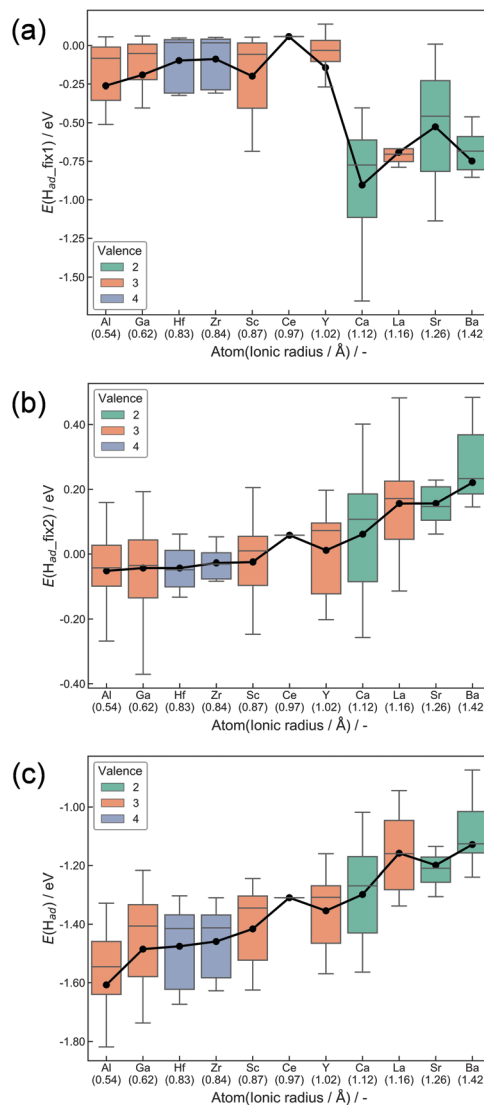 (a)
E(H_ad_fix1) / eV
0.00
-0.25
-0.50
-0.75
-1.00
-1.25
-1.50
Valence
2
3
4
Al Ga Hf Zr Sc Ce Y Ca La Sr Ba
(0.54) (0.62) (0.83) (0.84) (0.87) (0.97) (1.02) (1.12) (1.16) (1.26) (1.42)
Atom(Ionic radius / Å) / -
(b)
E(H_ad_fix2) / eV
0.40
0.20
0.00
-0.20
-0.40
Valence
2
3
4
Al Ga Hf Zr Sc Ce Y Ca La Sr Ba
(0.54) (0.62) (0.83) (0.84) (0.87) (0.97) (1.02) (1.12) (1.16) (1.26) (1.42)
Atom(Ionic radius / Å) / -
(c)
E(H_ad) / eV
-1.00
-1.20
-1.40
-1.60
-1.80
Valence
2
3
4
Al Ga Hf Zr Sc Ce Y Ca La Sr Ba
(0.54) (0.62) (0.83) (0.84) (0.87) (0.97) (1.02) (1.12) (1.16) (1.26) (1.42)
Atom(Ionic radius / Å) / -